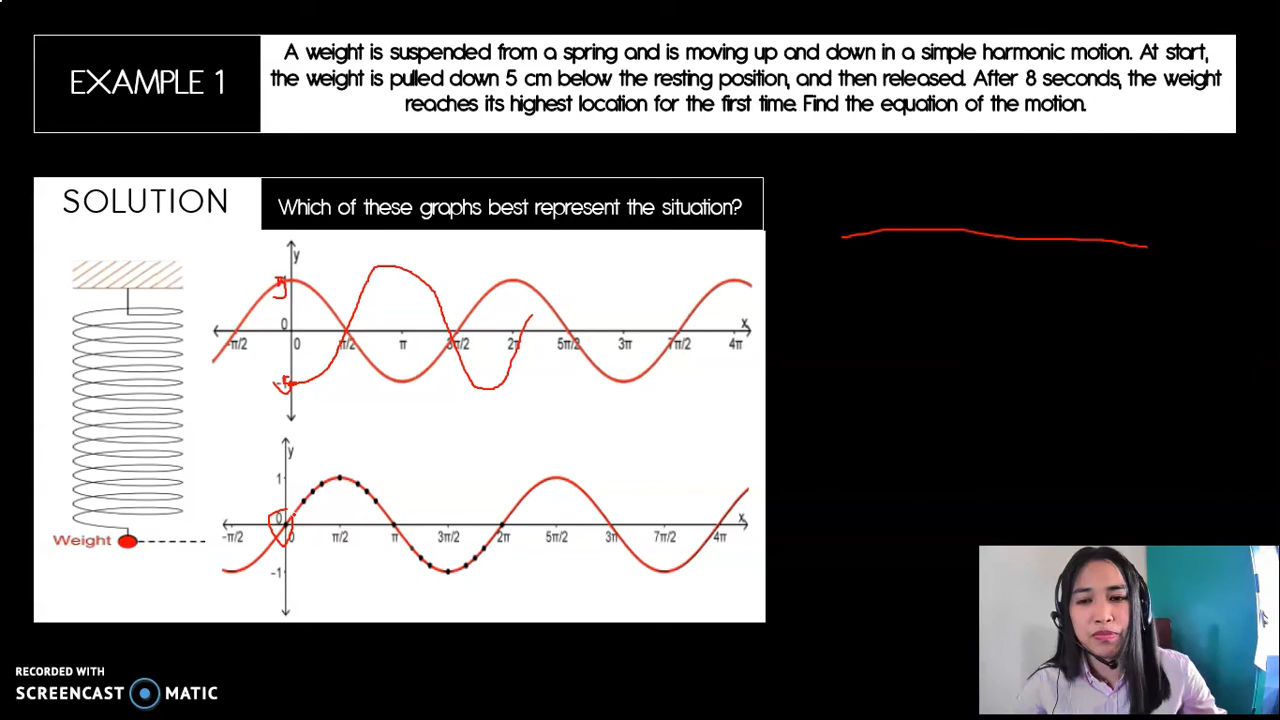 EXAMPLE 1
A weight is suspended from a spring and is moving up and down in a simple harmonic motion. At start,
the weight is pulled down 5 cm below the resting position, and then released. After 8 seconds, the weight
reaches its highest location for the first time. Find the equation of the motion.
SOLUTION
Which of these graphs best represent the situation?
y
0
x
-π/2 0 π/2 π 3π/2 2π 5π/2 3π 7π/2 4π
y
1
0
x
-π/2 0 π/2 π 3π/2 2π 5π/2 3π 7π/2 4π
-1
Weight
RECORDED WITH
SCREENCAST MATIC